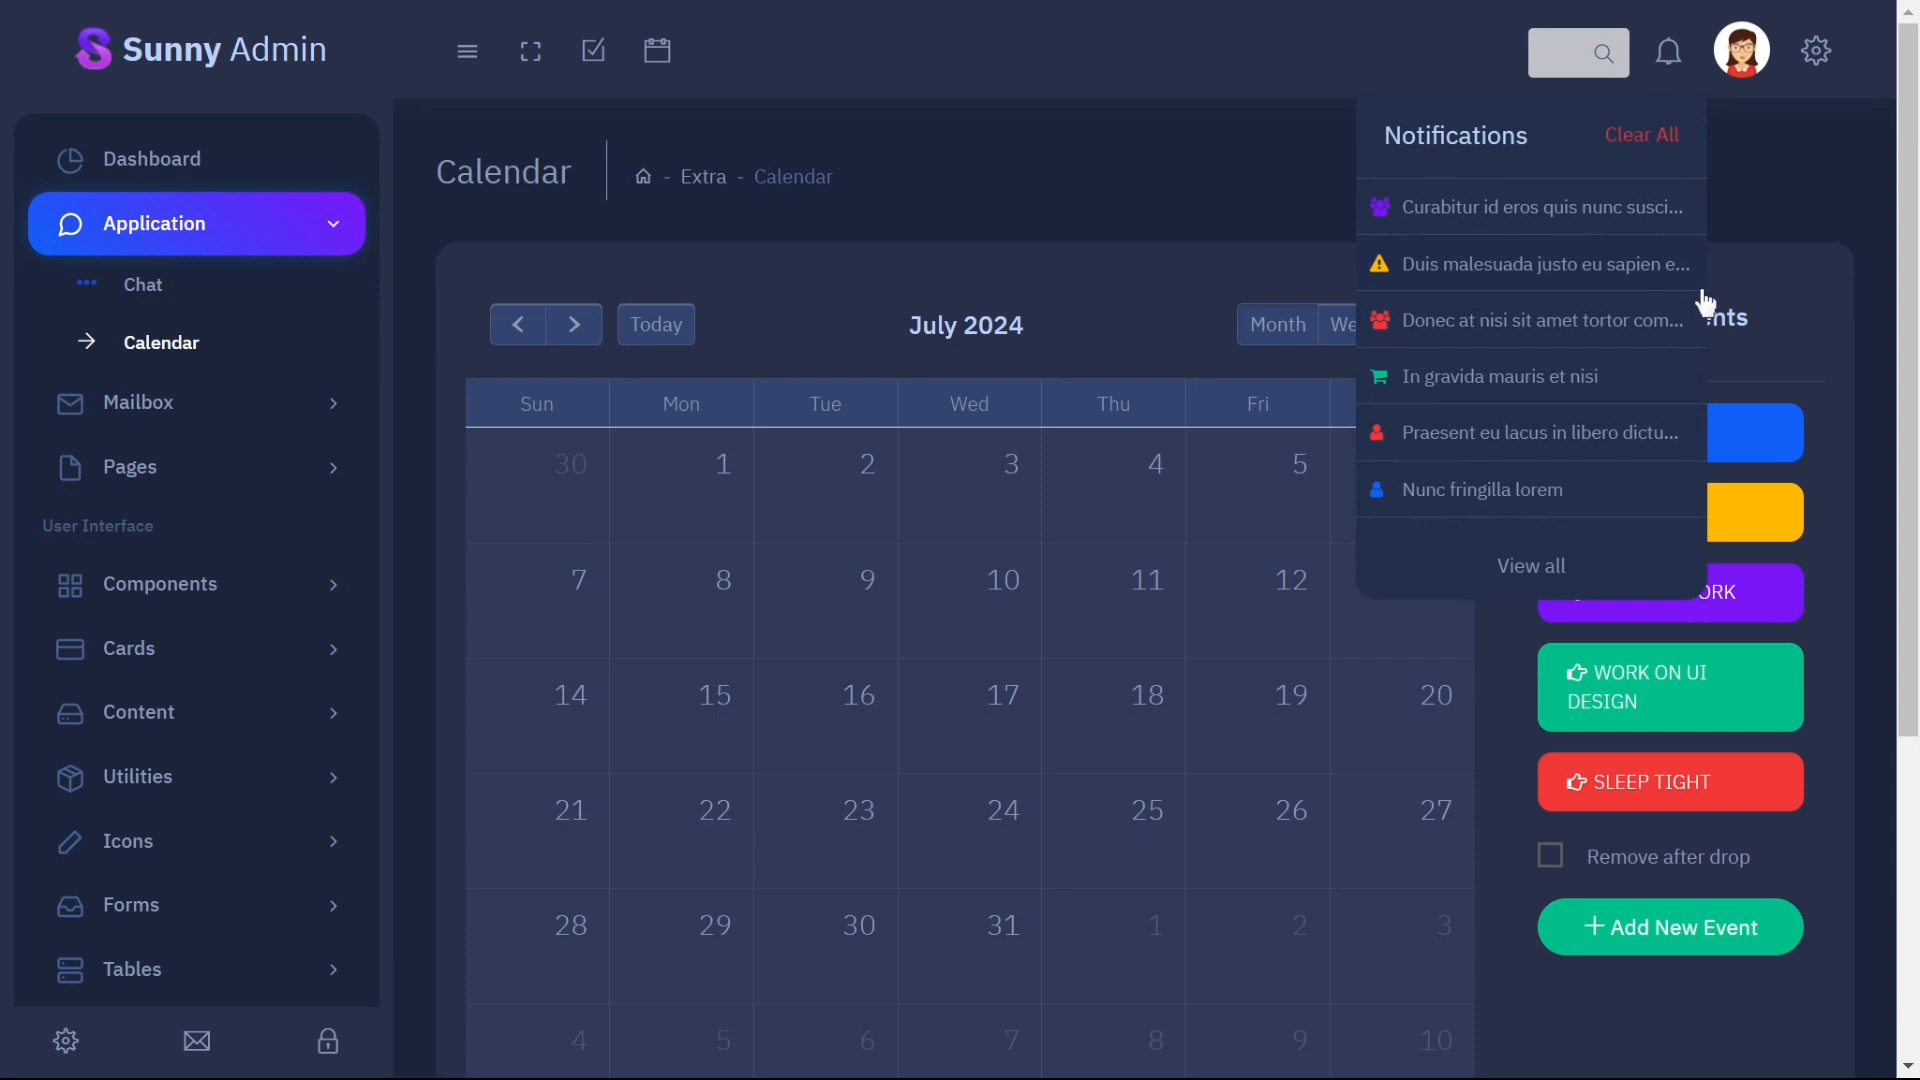 Sunny Admin
Dashboard
Application
Chat
Calendar
Mailbox
Pages
User Interface
Components
Cards
Content
Utilities
Icons
Forms
Tables
Calendar
- Extra - Calendar
Today
July 2024
Month
We
Sun Mon Tue Wed Thu Fri
30 1 2 3 4 5
7 8 9 10 11 12
14 15 16 17 18 19 20
21 22 23 24 25 26 27
28 29 30 31 1 2 3
4 5 6 7 8 9 10
Notifications Clear All
Curabitur id eros quis nunc susci...
Duis malesuada justo eu sapien e...
Donec at nisi sit amet tortor com...
In gravida mauris et nisi
Praesent eu lacus in libero dictu...
Nunc fringilla lorem
View all
nts
ORK
WORK ON UI
DESIGN
SLEEP TIGHT
Remove after drop
+ Add New Event